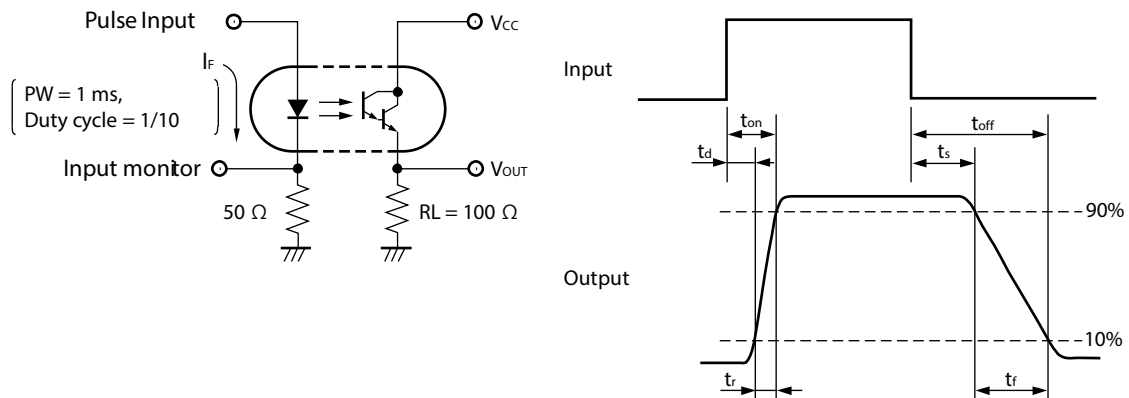 Pulse Input
VCC
IF
PW = 1 ms,
Duty cycle = 1/10
Input monitor
VOUT
50 Ω
RL = 100 Ω
Input
ton
toff
td
ts
90%
Output
10%
tr
tf